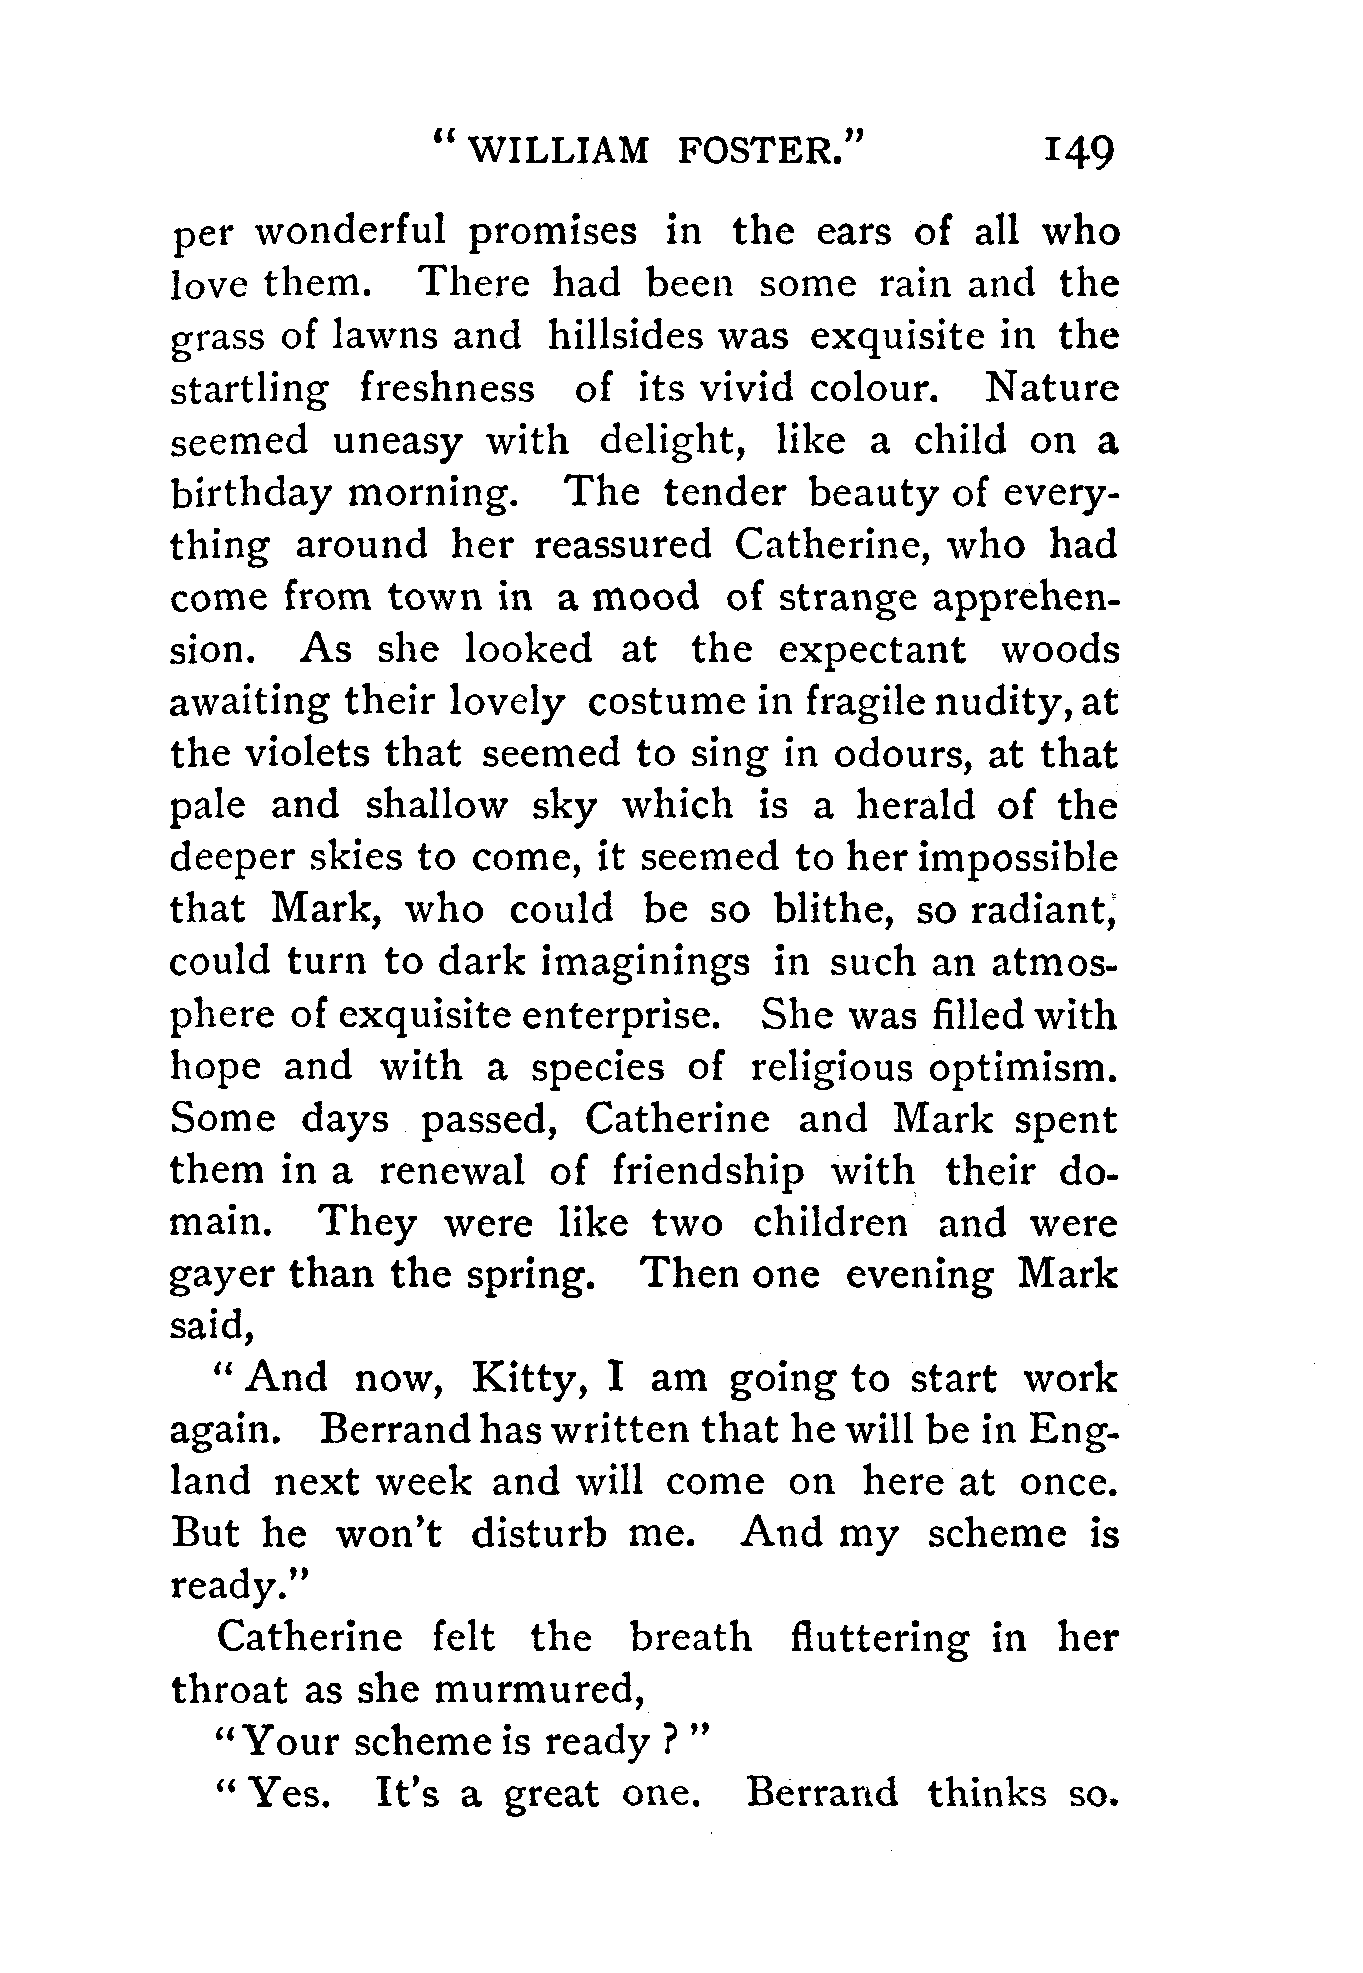 "WILLIAM FOSTER." 149
per wonderful promises in the ears of all who
love them. There had been some rain and the
grass of lawns and hillsides was exquisite in the
startling freshness of its vivid colour. Nature
seemed uneasy with delight, like a child on a
birthday morning. The tender beauty of every-
thing around her reassured Catherine, who had
come from town in a mood of strange apprehen-
sion. As she looked at the expectant woods
awaiting their lovely costume in fragile nudity, at
the violets that seemed to sing in odours, at that
pale and shallow sky which is a herald of the
deeper skies to come, it seemed to her impossible
that Mark, who could be so blithe, so radiant,
could turn to dark imaginings in such an atmos-
phere of exquisite enterprise. She was filled with
hope and with a species of religious optimism.
Some days passed, Catherine and Mark spent
them in a renewal of friendship with their do-
main. They were like two children and were
gayer than the spring. Then one evening Mark
said,
"And now, Kitty, I am going to start work
again. Berrand has written that he will be in Eng-
land next week and will come on here at once.
But he won't disturb me. And my scheme is
ready."
Catherine felt the breath fluttering in her
throat as she murmured,
"Your scheme is ready?"
"Yes. It's a great one. Berrand thinks so.